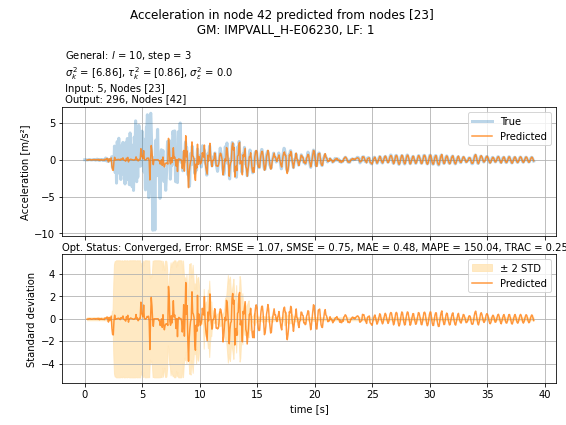 Acceleration in node 42 predicted from nodes [23]
GM: IMPVALL_H-E06230, LF: 1
General: l = 10, step = 3
σ²ₖ = [6.86], τ²ₖ = [0.86], σ²ε = 0.0
Input: 5, Nodes [23]
Output: 296, Nodes [42]
Acceleration [m/s²]
5
0
−5
−10
True
Predicted
Opt. Status: Converged, Error: RMSE = 1.07, SMSE = 0.75, MAE = 0.48, MAPE = 150.04, TRAC = 0.25
Standard deviation
4
2
0
−2
−4
± 2 STD
Predicted
0 5 10 15 20 25 30 35 40
time [s]